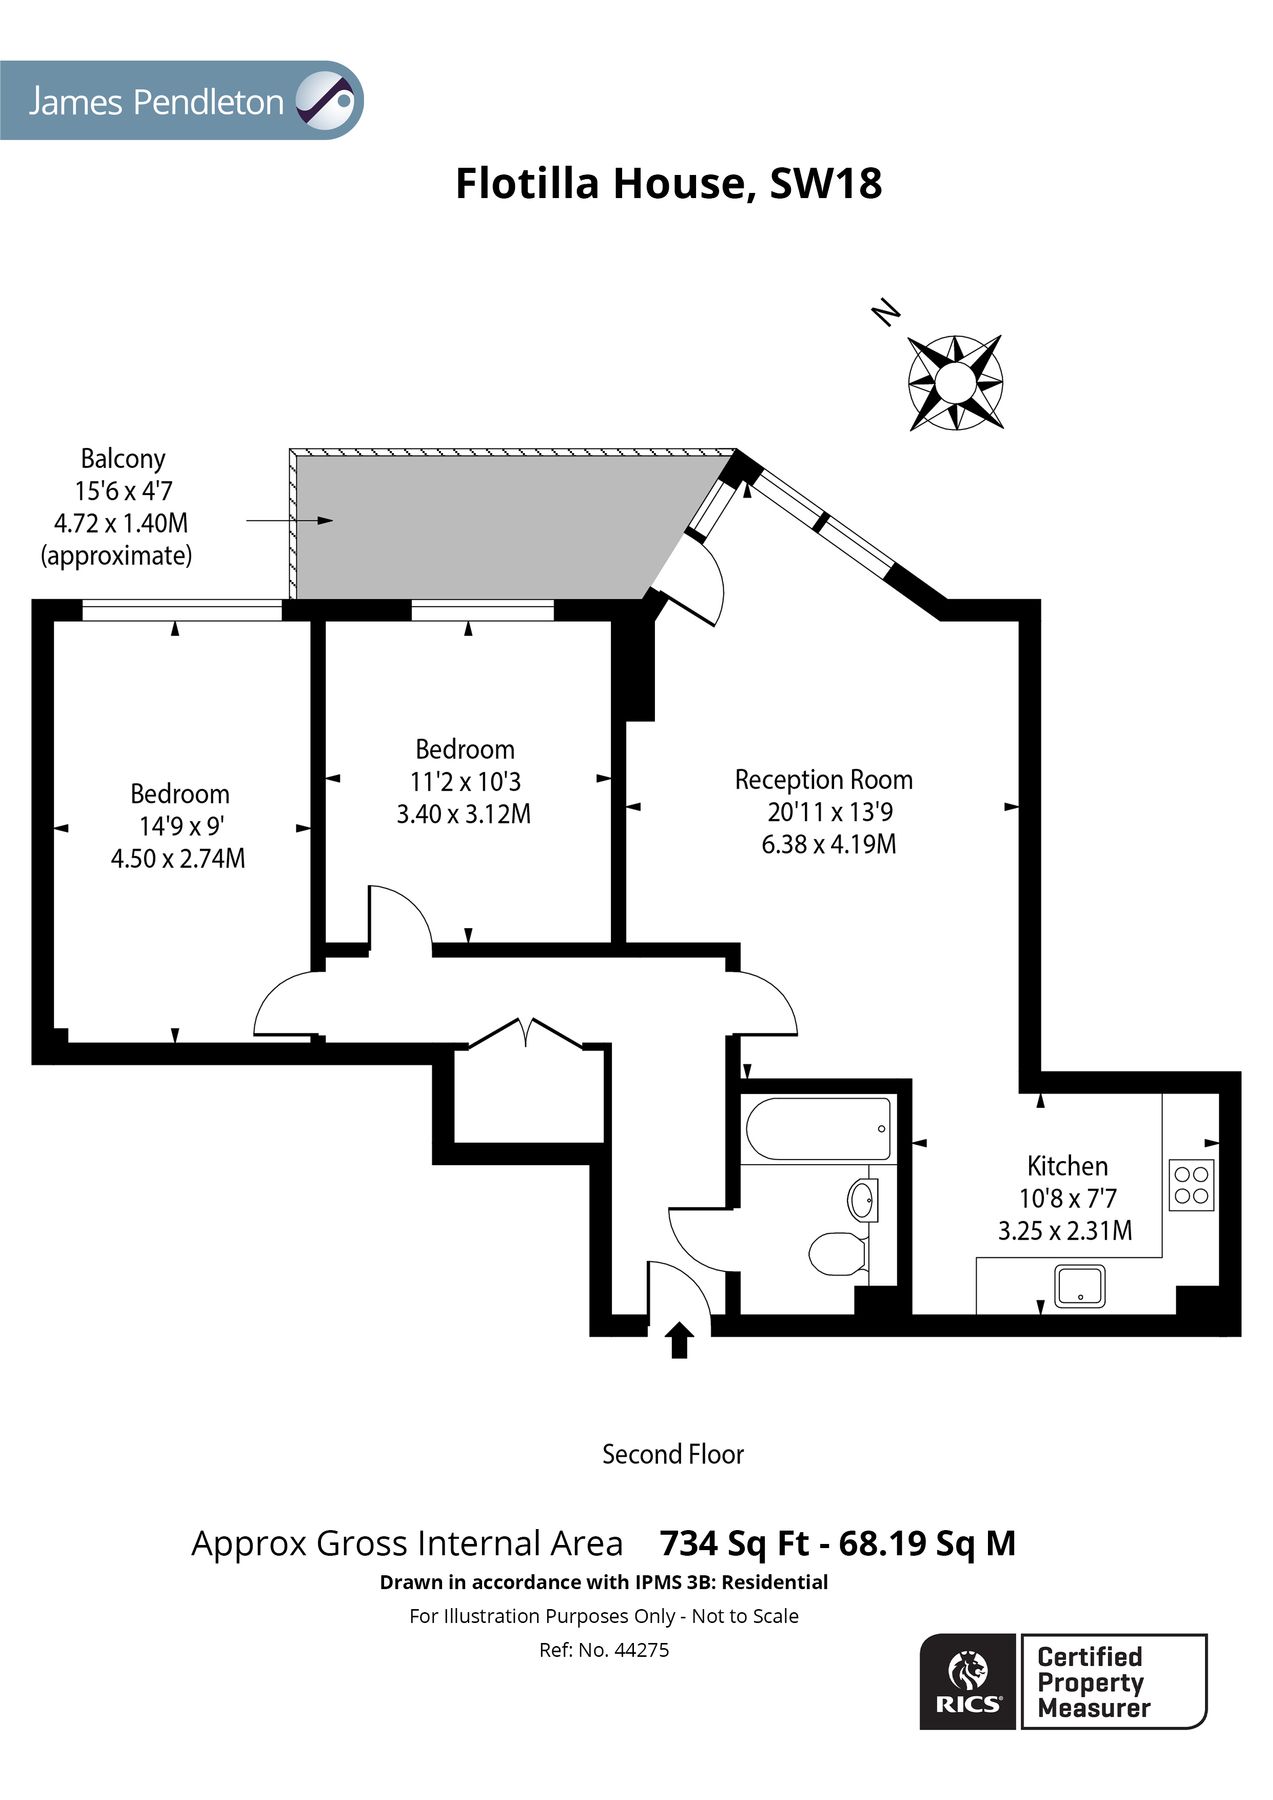 James Pendleton
Flotilla House, SW18
N
Balcony
15'6 x 4'7
4.72 x 1.40M
(approximate)
Bedroom
14'9 x 9'
4.50 x 2.74M
Bedroom
11'2 x 10'3
3.40 x 3.12M
Reception Room
20'11 x 13'9
6.38 x 4.19M
Kitchen
10'8 x 7'7
3.25 x 2.31M
Second Floor
Approx Gross Internal Area 734 Sq Ft - 68.19 Sq M
Drawn in accordance with IPMS 3B: Residential
For Illustration Purposes Only - Not to Scale
Ref: No. 44275
RICS®
Certified
Property
Measurer